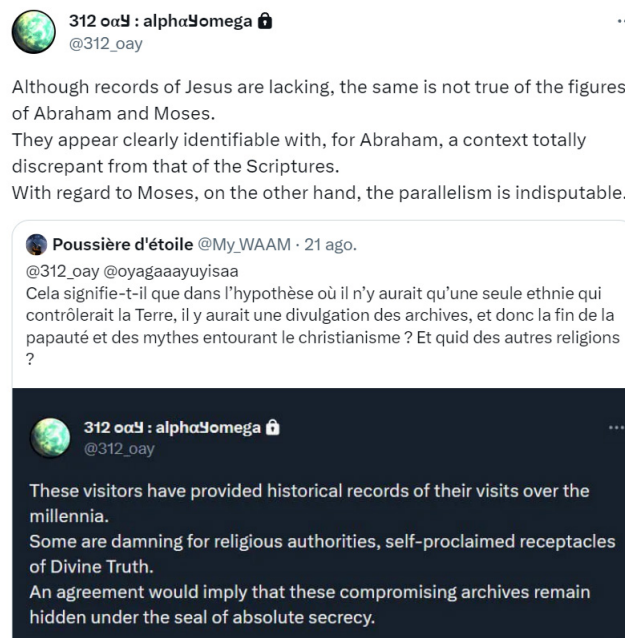 312 oαy : alphαyomega
@312_oay
Although records of Jesus are lacking, the same is not true of the figures
of Abraham and Moses.
They appear clearly identifiable with, for Abraham, a context totally
discrepant from that of the Scriptures.
With regard to Moses, on the other hand, the parallelism is indisputable.
Poussière d'étoile @My_WAAM · 21 ago.
@312_oay @oyagaaayuyisaa
Cela signifie-t-il que dans l’hypothèse où il n’y aurait qu’une seule ethnie qui
contrôlerait la Terre, il y aurait une divulgation des archives, et donc la fin de la
papauté et des mythes entourant le christianisme ? Et quid des autres religions
?
312 oαy : alphαyomega
@312_oay
These visitors have provided historical records of their visits over the
millennia.
Some are damning for religious authorities, self-proclaimed receptacles
of Divine Truth.
An agreement would imply that these compromising archives remain
hidden under the seal of absolute secrecy.